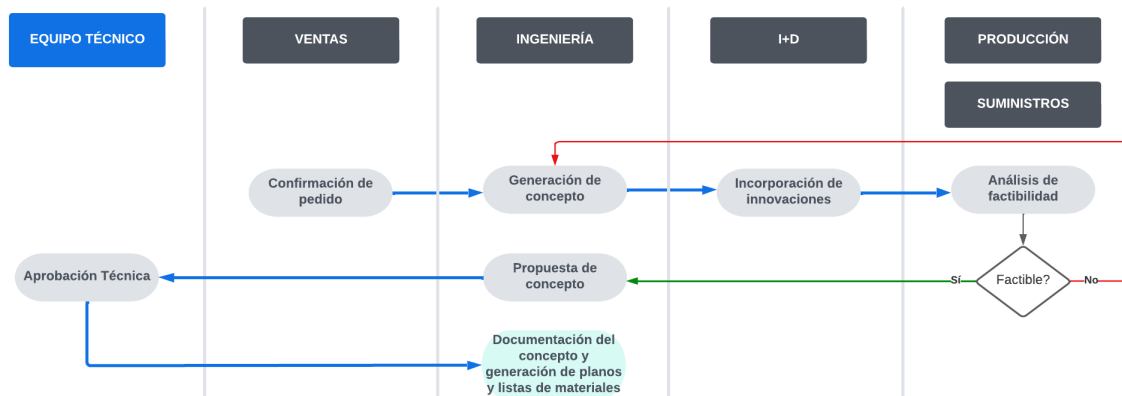 EQUIPO TÉCNICO
VENTAS
INGENIERÍA
I+D
PRODUCCIÓN
SUMINISTROS
Confirmación de
pedido
Generación de
concepto
Incorporación de
innovaciones
Análisis de
factibilidad
Aprobación Técnica
Propuesta de
concepto
Sí
Factible?
No
Documentación del
concepto y
generación de planos
y listas de materiales